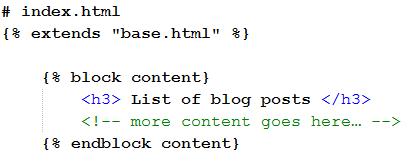 # index.html
{% extends "base.html" %}
{% block content}
<h3> List of blog posts </h3>
<!-- more content goes here… -->
{% endblock content}